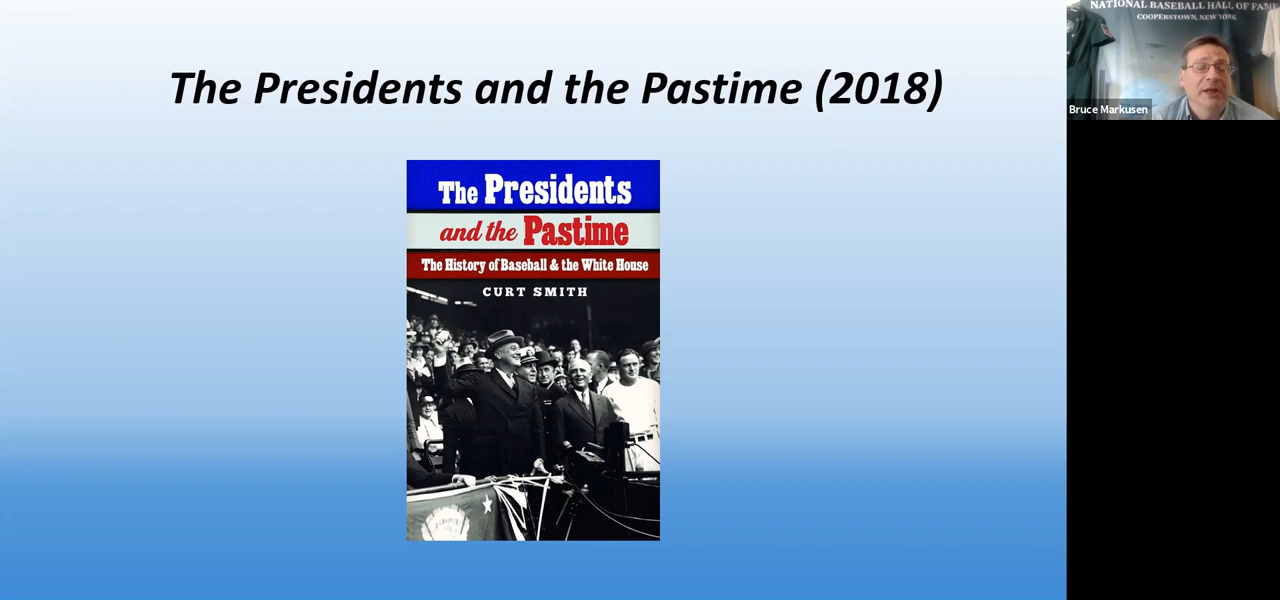 The Presidents and the Pastime (2018)
The Presidents
and the Pastime
The History of Baseball & the White House
CURT SMITH
NATIONAL BASEBALL HALL OF FAME
COOPERSTOWN, NEW YORK
Bruce Markusen